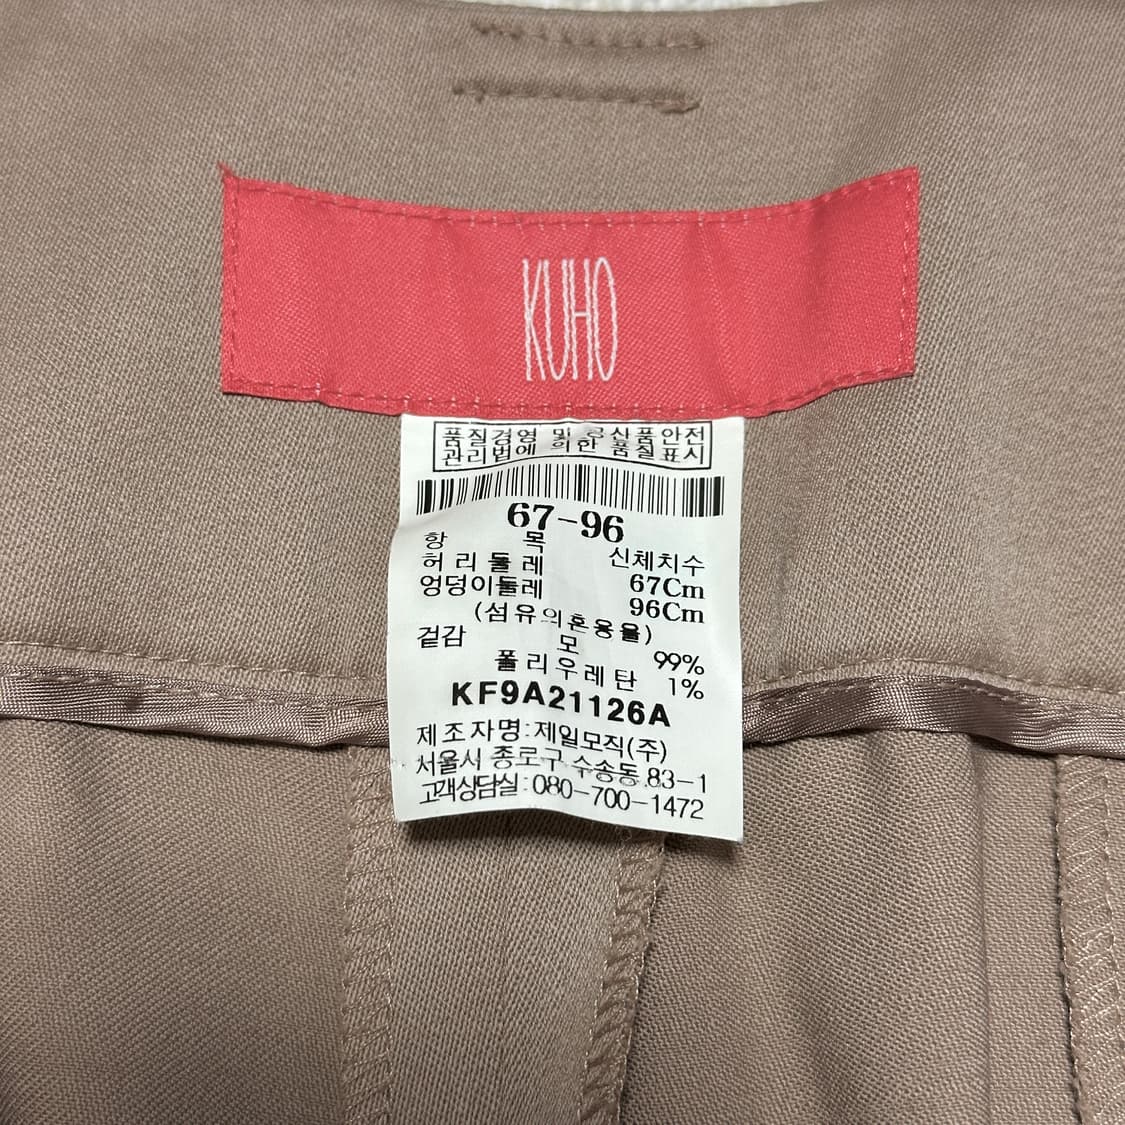 KUHO
품질경영 및 공산품안전
관리법에 의한 품질표시
67-96
항 목 신체치수
허리둘레 67Cm
엉덩이둘레 96Cm
(섬유의혼용율)
겉감 모 99%
폴리우레탄 1%
KF9A21126A
제조자명:제일모직(주)
서울시 종로구 수송동 83-1
고객상담실:080-700-1472